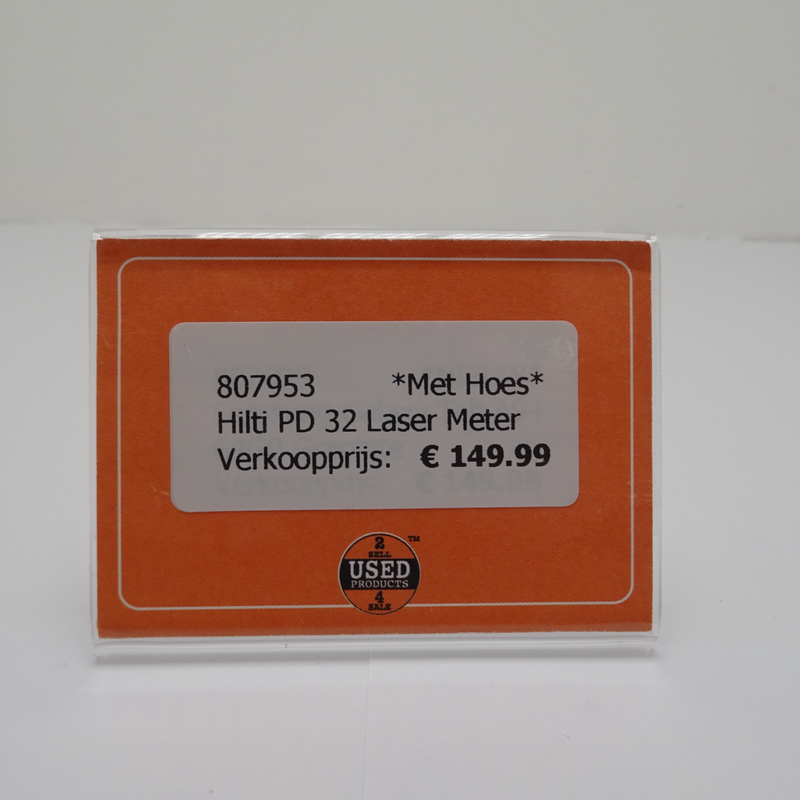 807953 *Met Hoes*
Hilti PD 32 Laser Meter
Verkoopprijs: € 149.99
2 TM
SELL
USED
PRODUCTS
4
SALE